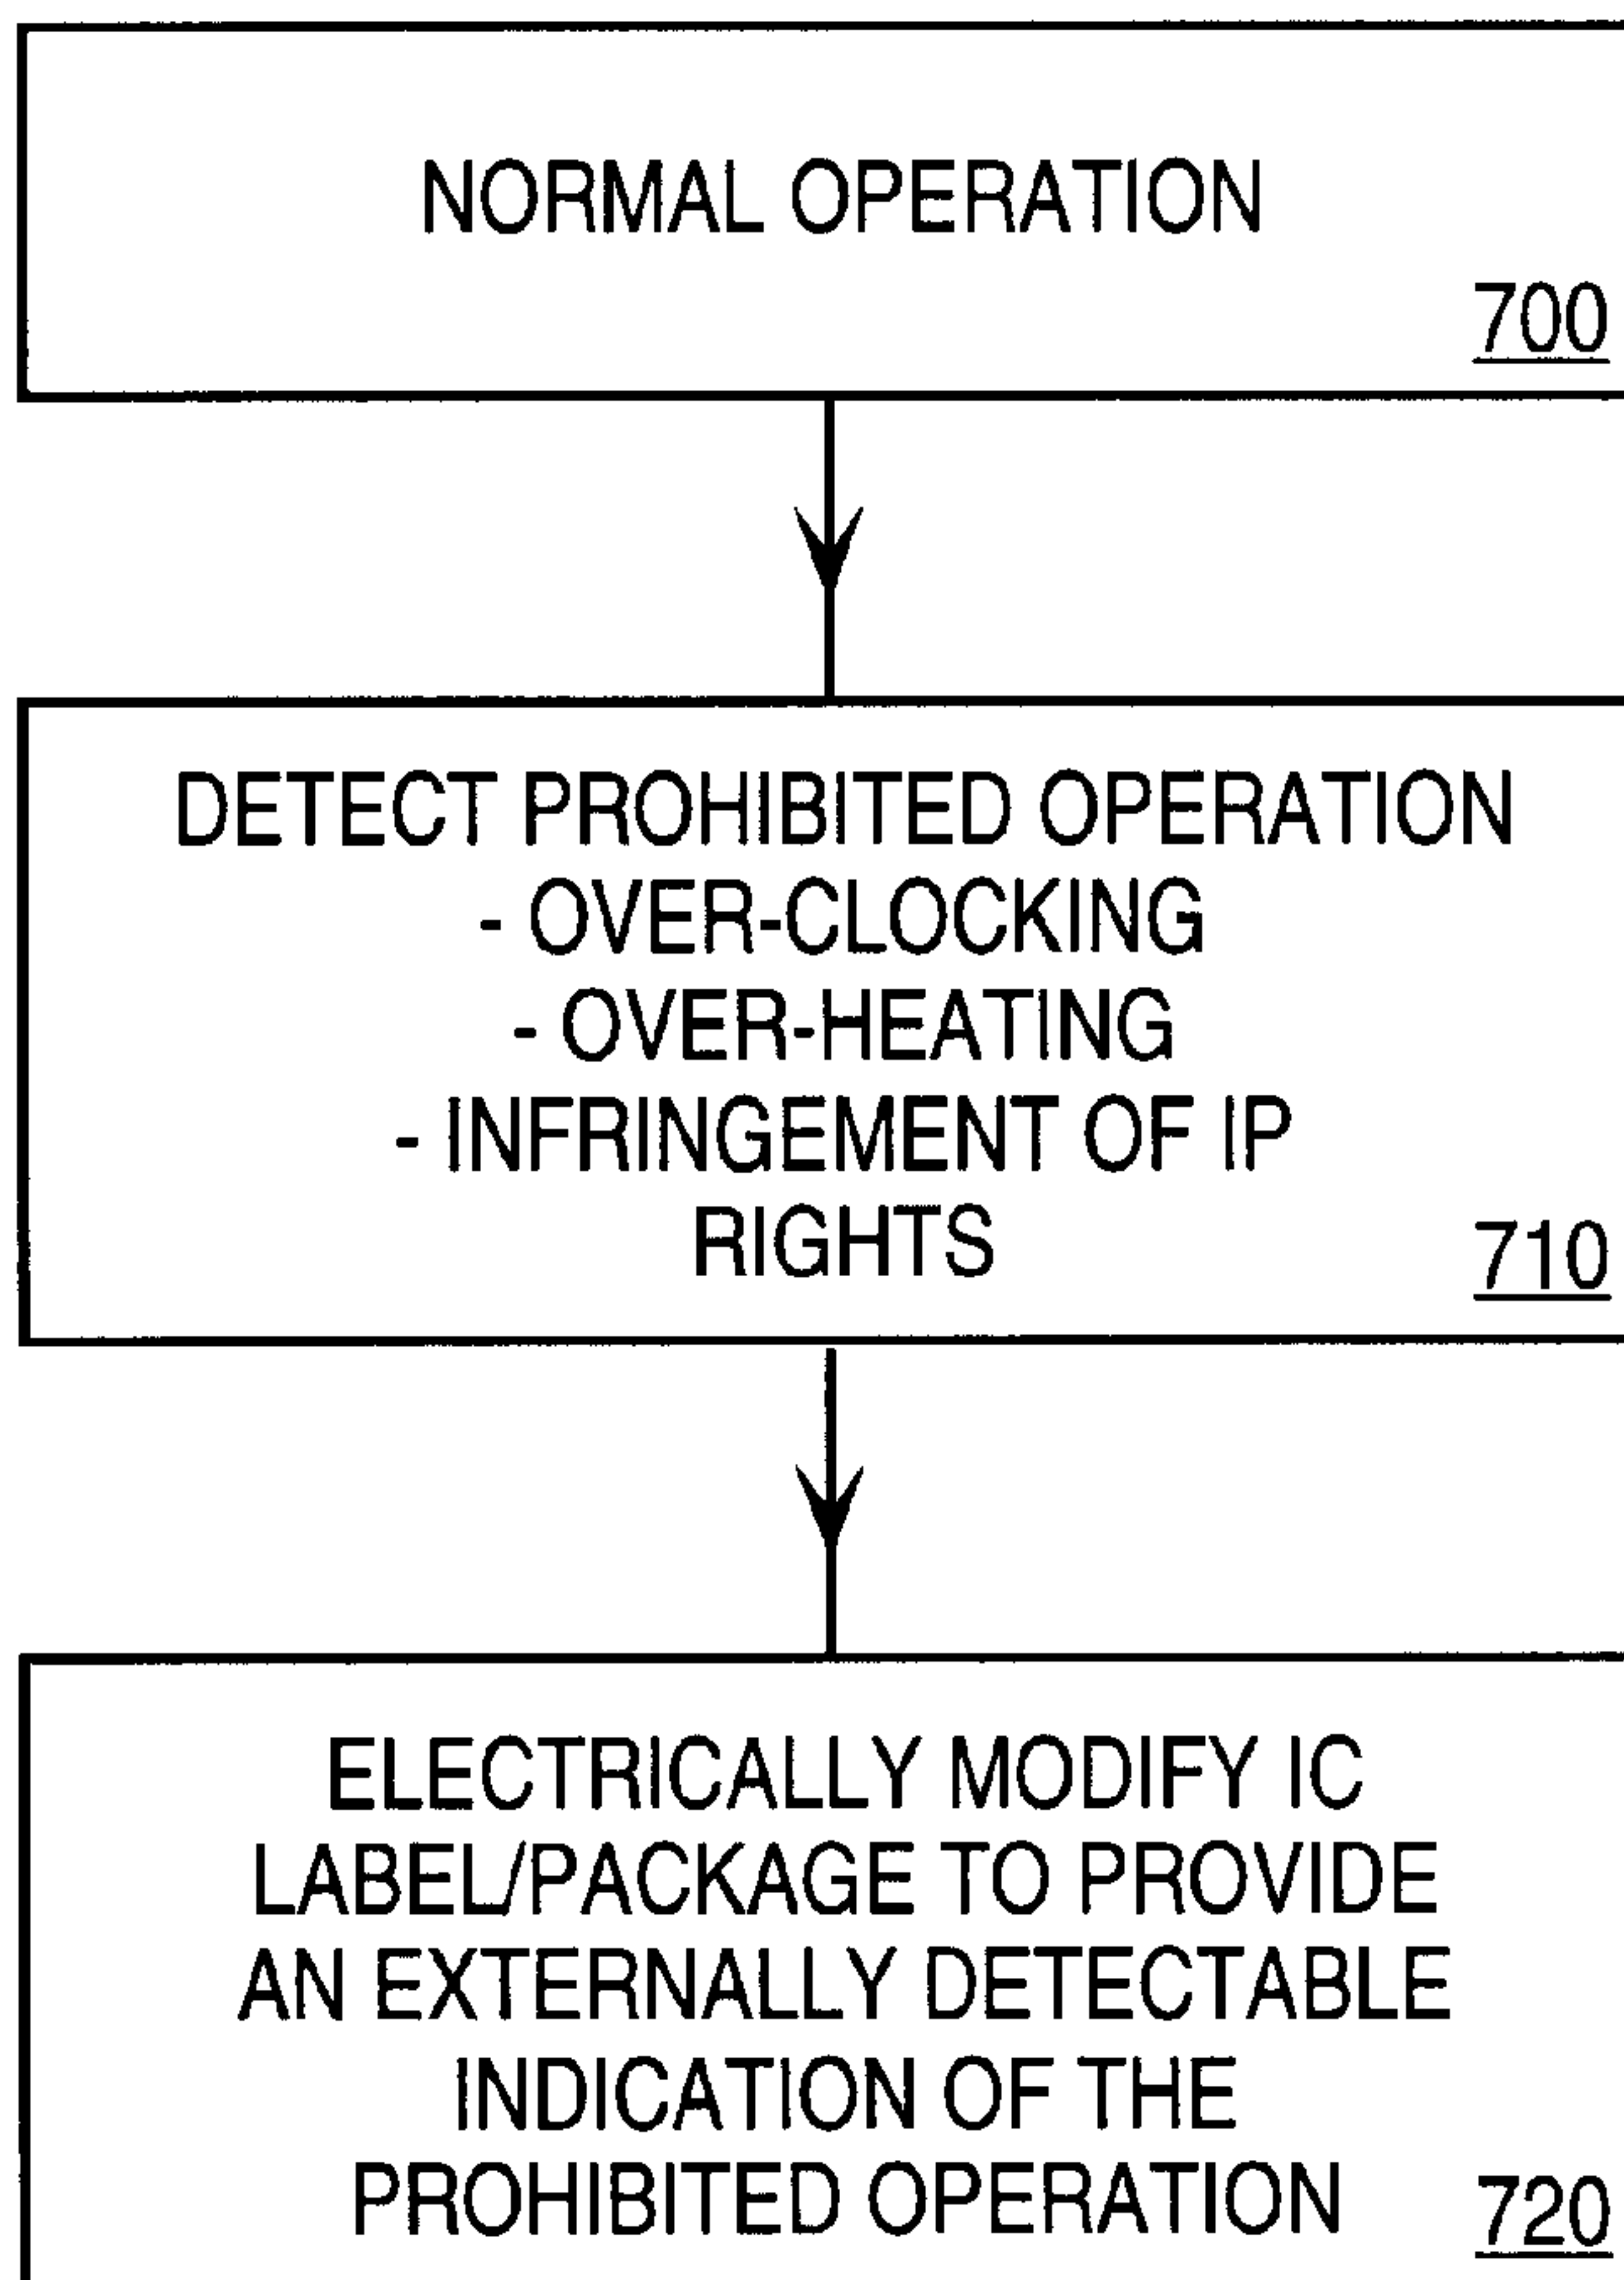 NORMAL OPERATION
700
DETECT PROHIBITED OPERATION
- OVER-CLOCKING
- OVER-HEATING
- INFRINGEMENT OF IP
RIGHTS
710
ELECTRICALLY MODIFY IC
LABEL/PACKAGE TO PROVIDE
AN EXTERNALLY DETECTABLE
INDICATION OF THE
PROHIBITED OPERATION
720